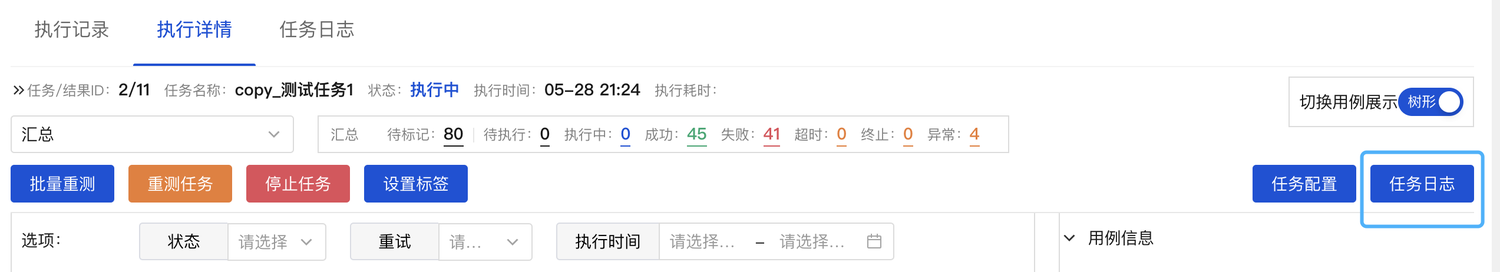 执行记录 执行详情 任务日志
任务/结果ID: 2/11 任务名称: copy_测试任务1 状态: 执行中 执行时间: 05-28 21:24 执行耗时:
切换用例展示 树形
汇总 汇总 待标记: 80 待执行: 0 执行中: 0 成功: 45 失败: 41 超时: 0 终止: 0 异常: 4
批量重测 重测任务 停止任务 设置标签 任务配置 任务日志
选项: 状态 请选择 重试 请... 执行时间 请选择... – 请选择... 用例信息